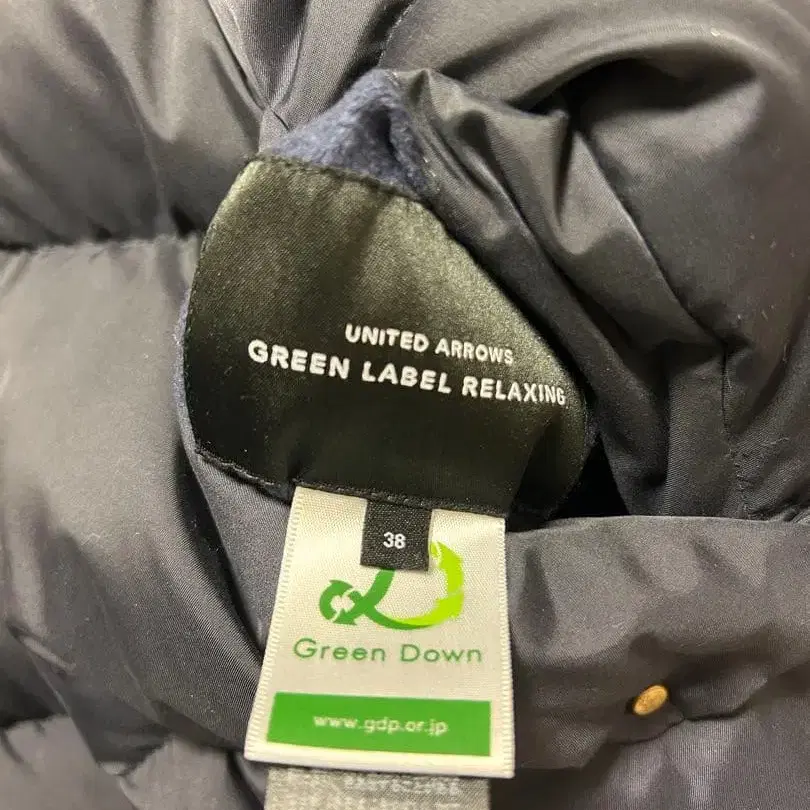 UNITED ARROWS
GREEN LABEL RELAXING
38
Green Down
www.gdp.or.jp